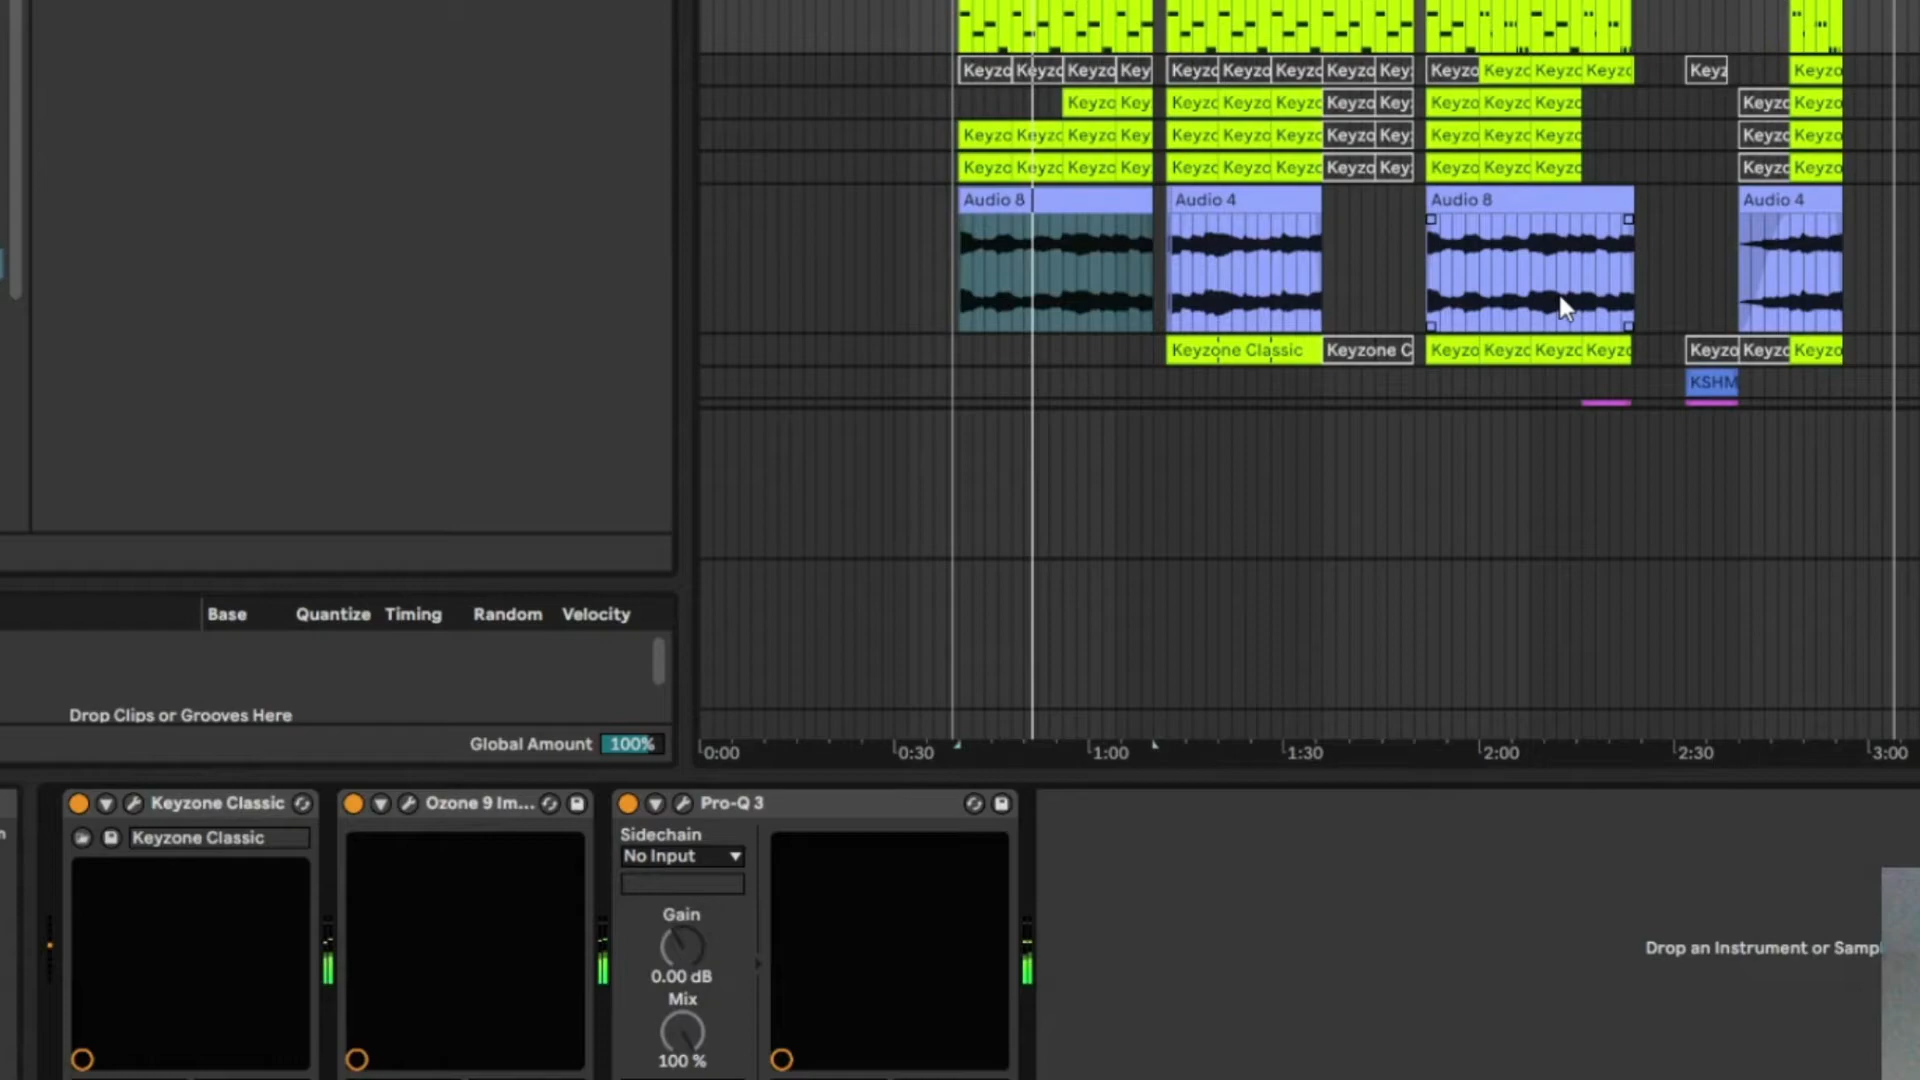 Keyzo Keyzo Keyzo Key Keyzo Keyzo Keyzo Keyzo Key Keyzo Keyzo Keyzo Keyzo Keyz Keyzo
Keyzo Key Keyzo Keyzo Keyzo Keyzo Key Keyzo Keyzo Keyzo Keyzo Keyzo
Keyzo Keyzo Keyzo Key Keyzo Keyzo Keyzo Keyzo Key Keyzo Keyzo Keyzo Keyzo Keyzo
Keyzo Keyzo Keyzo Key Keyzo Keyzo Keyzo Keyzo Key Keyzo Keyzo Keyzo Keyzo Keyzo
Audio 8 Audio 4 Audio 8 Audio 4
Keyzone Classic Keyzone C Keyzo Keyzo Keyzo Keyzo Keyzo Keyzo Keyzo
KSHM
Base Quantize Timing Random Velocity
Drop Clips or Grooves Here
Global Amount 100%
0:00 0:30 1:00 1:30 2:00 2:30 3:00
Keyzone Classic Ozone 9 Im... Pro-Q 3
Keyzone Classic
Sidechain
No Input
Gain
0.00 dB
Mix
100 %
Drop an Instrument or Sampl